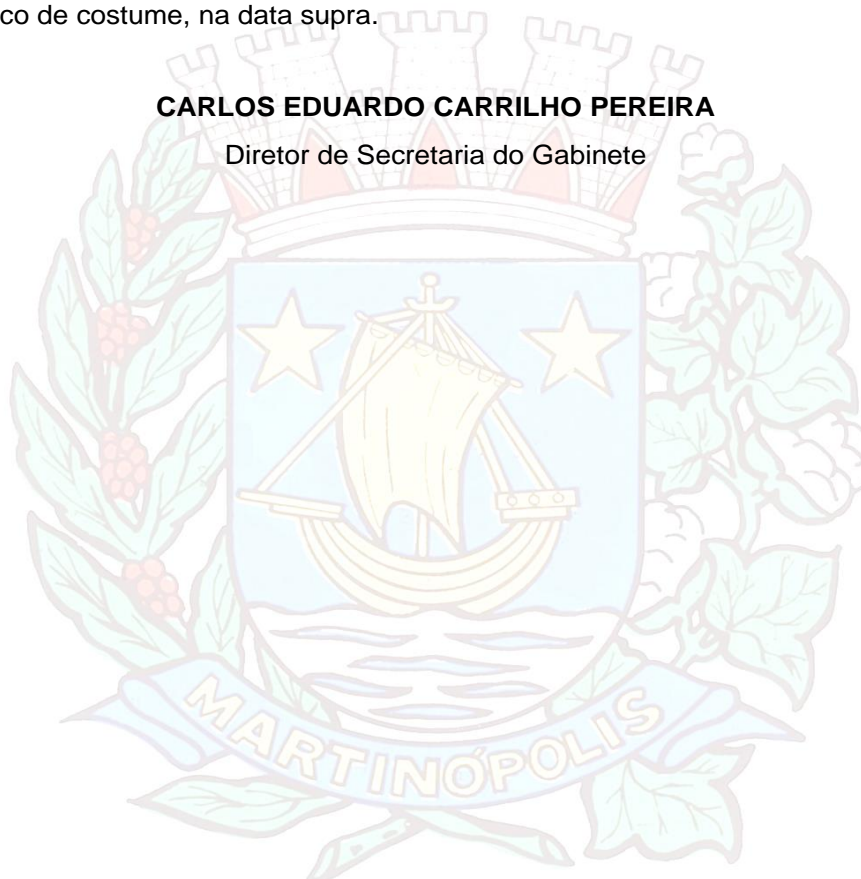 co de costume, na data supra.
CARLOS EDUARDO CARRILHO PEREIRA
Diretor de Secretaria do Gabinete
MARTINÓPOLIS